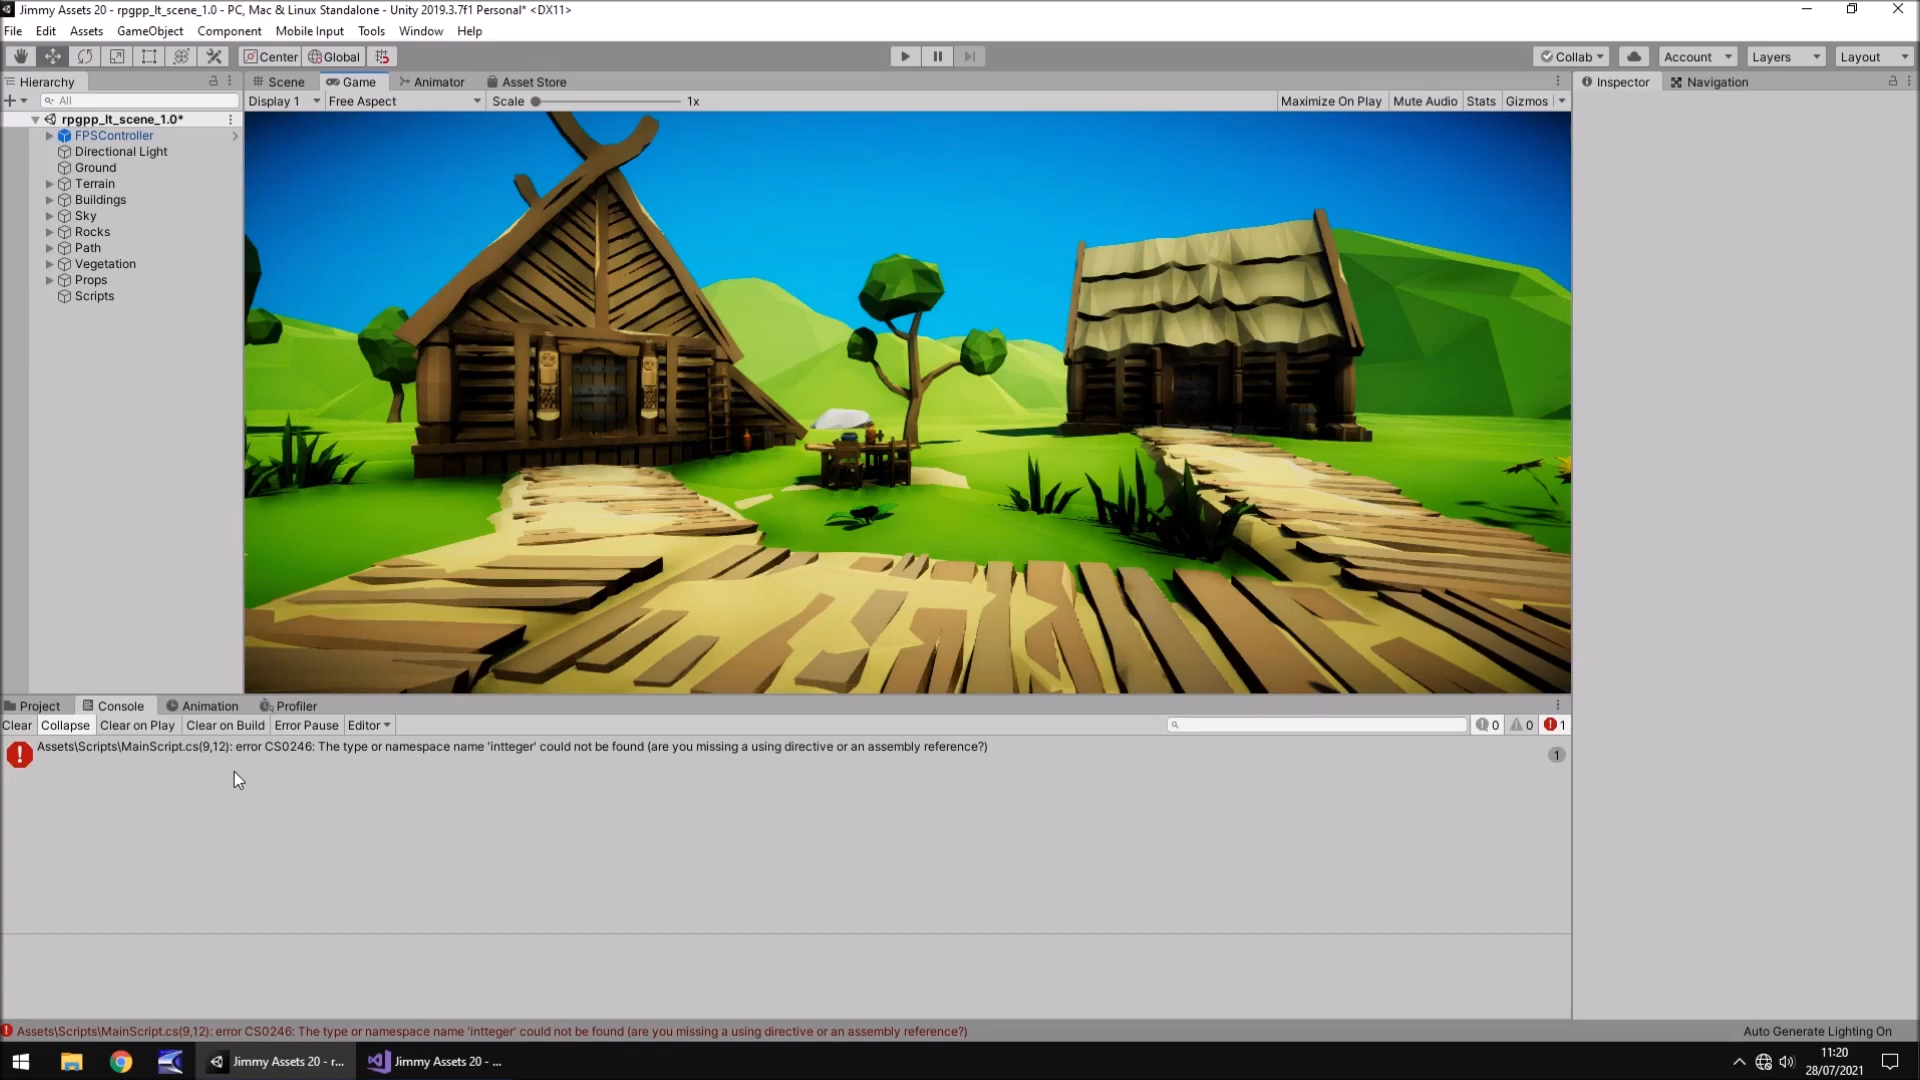 Jimmy Assets 20 - rpgpp_lt_scene_1.0 - PC, Mac & Linux Standalone - Unity 2019.3.7f1 Personal* <DX11>
File Edit Assets GameObject Component Mobile Input Tools Window Help
Center Global Collab Account Layers Layout
Hierarchy Scene Game Animator Asset Store Inspector Navigation
All Display 1 Free Aspect Scale 1x Maximize On Play Mute Audio Stats Gizmos
rpgpp_lt_scene_1.0*
FPSController
Directional Light
Ground
Terrain
Buildings
Sky
Rocks
Path
Vegetation
Props
Scripts
Project Console Animation Profiler
Clear Collapse Clear on Play Clear on Build Error Pause Editor 0 0 1
Assets\Scripts\MainScript.cs(9,12): error CS0246: The type or namespace name 'intteger' could not be found (are you missing a using directive or an assembly reference?)
1
Assets\Scripts\MainScript.cs(9,12): error CS0246: The type or namespace name 'intteger' could not be found (are you missing a using directive or an assembly reference?) Auto Generate Lighting On
Jimmy Assets 20 - r... Jimmy Assets 20 - ... 11:20
28/07/2021